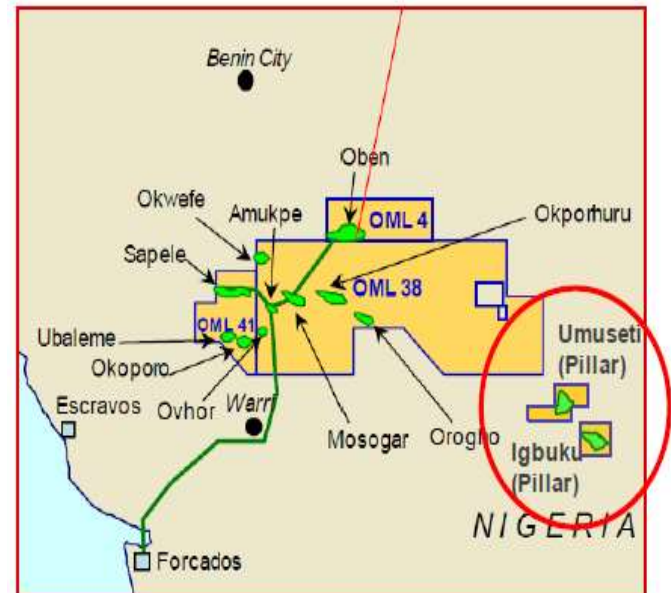 Benin City
Oben
Okwefe
Amukpe
OML 4
Okporhuru
Sapele
OML 38
Ubaleme
OML 41
Umuseti
(Pillar)
Okoporo
Escravos
Ovhor
Warri
Mosogar
Orogho
Igbuku
(Pillar)
NIGERIA
Forcados